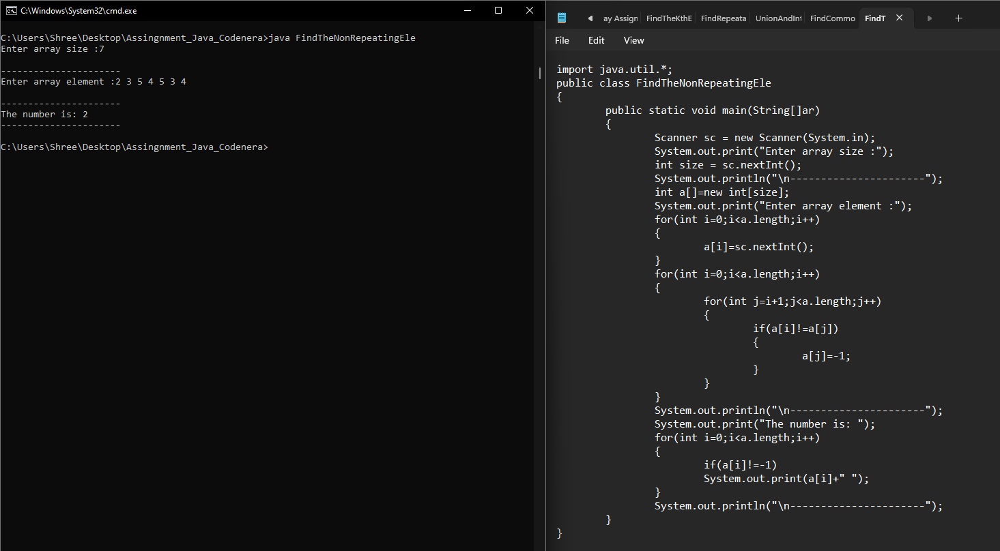 C:\Windows\System32\cmd.exe
C:\Users\Shree\Desktop\Assingnment_Java_Codenera>java FindTheNonRepeatingEle
Enter array size :7
----------------------
Enter array element :2 3 5 4 5 3 4
----------------------
The number is: 2
----------------------
C:\Users\Shree\Desktop\Assingnment_Java_Codenera>
ay Assign FindTheKthE FindRepeata UnionAndInt FindCommo FindT
File Edit View
import java.util.*;
public class FindTheNonRepeatingEle
{
public static void main(String[]ar)
{
Scanner sc = new Scanner(System.in);
System.out.print("Enter array size :");
int size = sc.nextInt();
System.out.println("\n----------------------");
int a[]=new int[size];
System.out.print("Enter array element :");
for(int i=0;i<a.length;i++)
{
a[i]=sc.nextInt();
}
for(int i=0;i<a.length;i++)
{
for(int j=i+1;j<a.length;j++)
{
if(a[i]!=a[j])
{
a[j]=-1;
}
}
}
System.out.println("\n----------------------");
System.out.print("The number is: ");
for(int i=0;i<a.length;i++)
{
if(a[i]!=-1)
System.out.print(a[i]+" ");
}
System.out.println("\n----------------------");
}
}